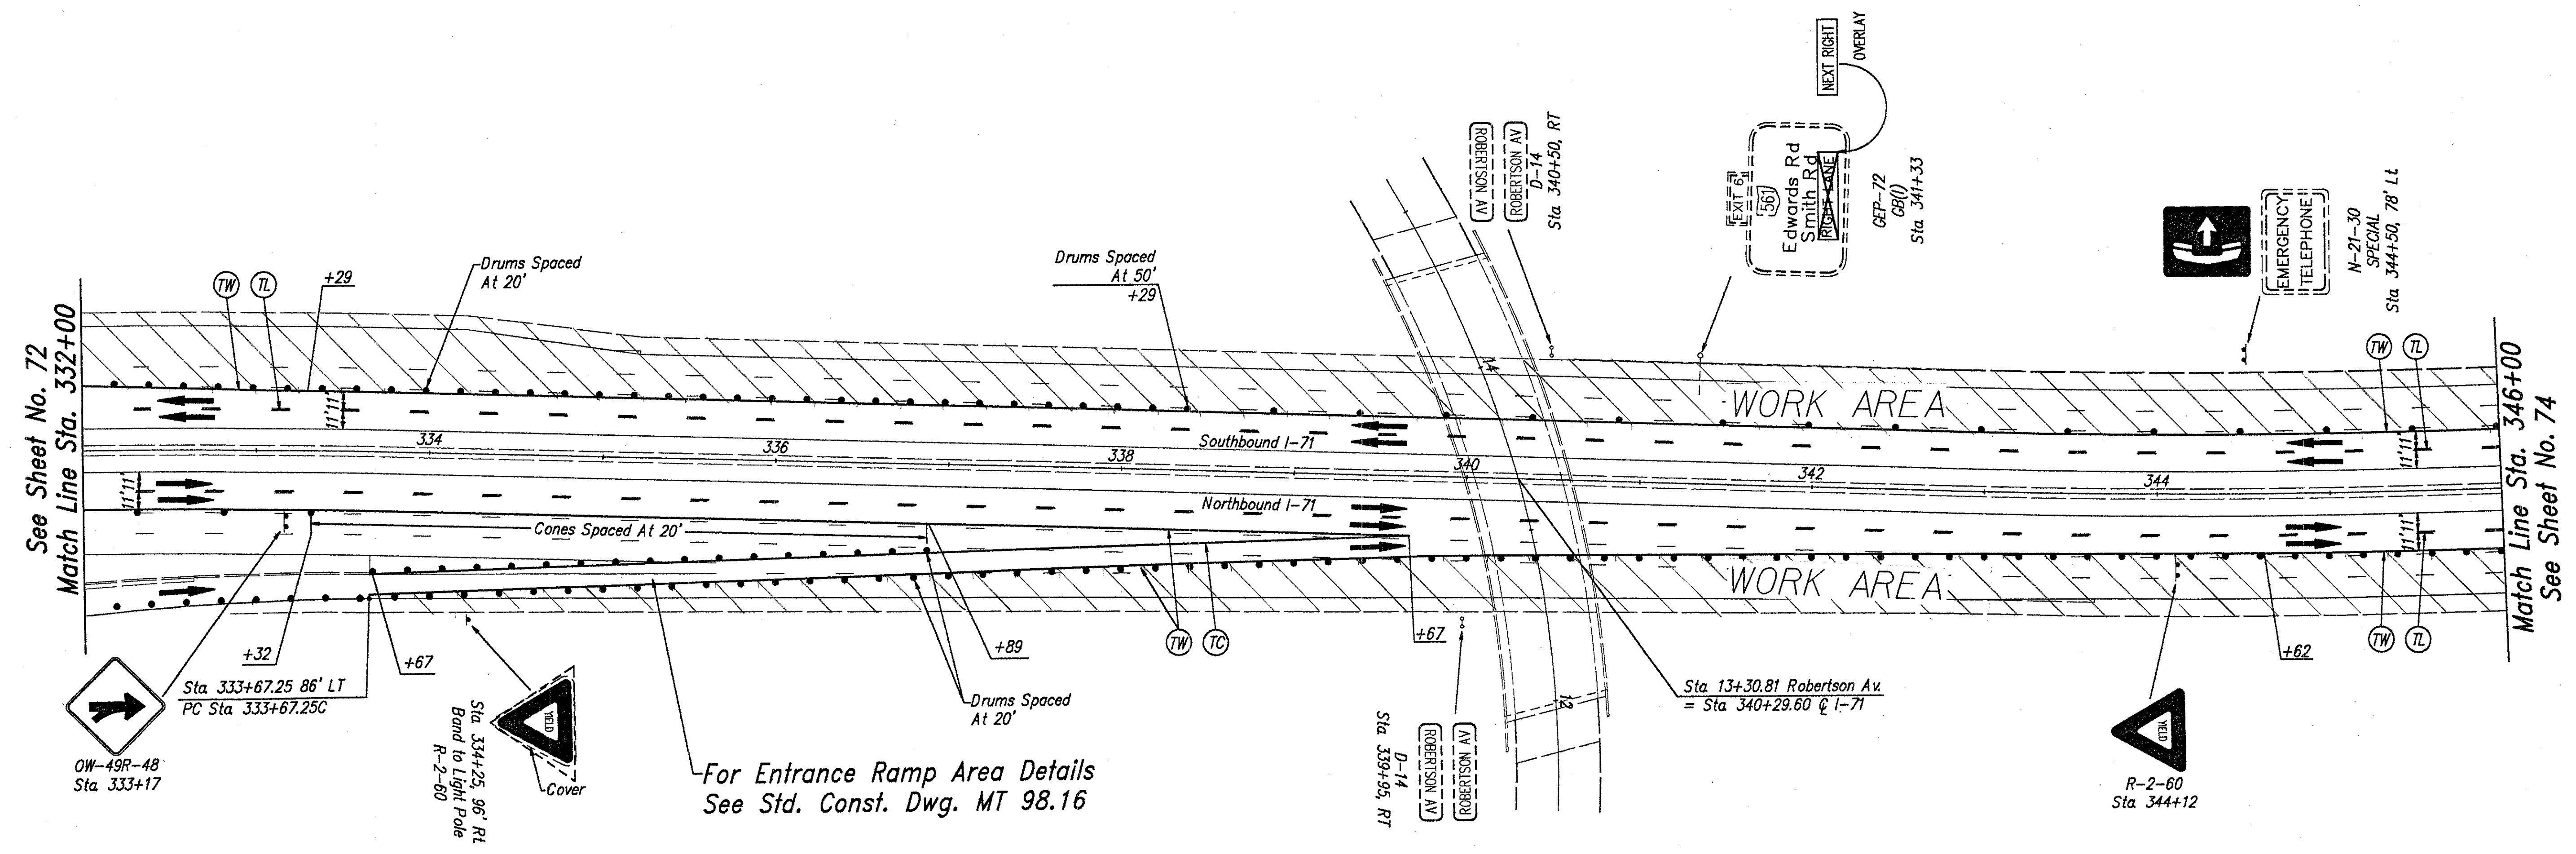 See Sheet No. 72
Match Line Sta. 332+00
TW
TL
+29
Drums Spaced
At 20'
Drums Spaced
At 50'
+29
ROBERTSON AV
ROBERTSON AV
D-14
Sta 340+50, RT
NEXT RIGHT
OVERLAY
EXIT 6
561
Edwards Rd
Smith Rd
RIGHT LANE
GEP-72
GB(1)
Sta 341+33
EMERGENCY
TELEPHONE
N-21-30
SPECIAL
Sta 344+50, 78' Lt
TW
TL
Match Line Sta. 346+00
See Sheet No. 74
11' 11'
334
336
338
340
342
344
14
Southbound I-71
WORK AREA
11' 11'
11' 11'
Northbound I-71
Cones Spaced At 20'
11' 11'
WORK AREA
+32
+67
+89
TW
TC
+67
+62
TW
TL
12
OW-49R-48
Sta 333+17
Sta 333+67.25 86' LT
PC Sta 333+67.25C
Sta 334+25, 96' Rt
Band to Light Pole
R-2-60
YIELD
Cover
Drums Spaced
At 20'
For Entrance Ramp Area Details
See Std. Const. Dwg. MT 98.16
Sta 339+95, RT
D-14
ROBERTSON AV
ROBERTSON AV
Sta 13+30.81 Robertson Av.
= Sta 340+29.60 ℄ I-71
YIELD
R-2-60
Sta 344+12